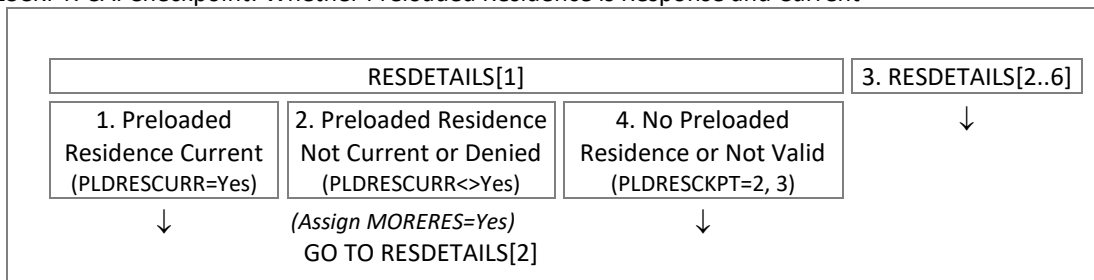 RESDETAILS[1]
3. RESDETAILS[2..6]
1. Preloaded
Residence Current
(PLDRESCURR=Yes)
2. Preloaded Residence
Not Current or Denied
(PLDRESCURR<>Yes)
4. No Preloaded
Residence or Not Valid
(PLDRESCKPT=2, 3)
↓
↓
(Assign MORERES=Yes)
GO TO RESDETAILS[2]
↓